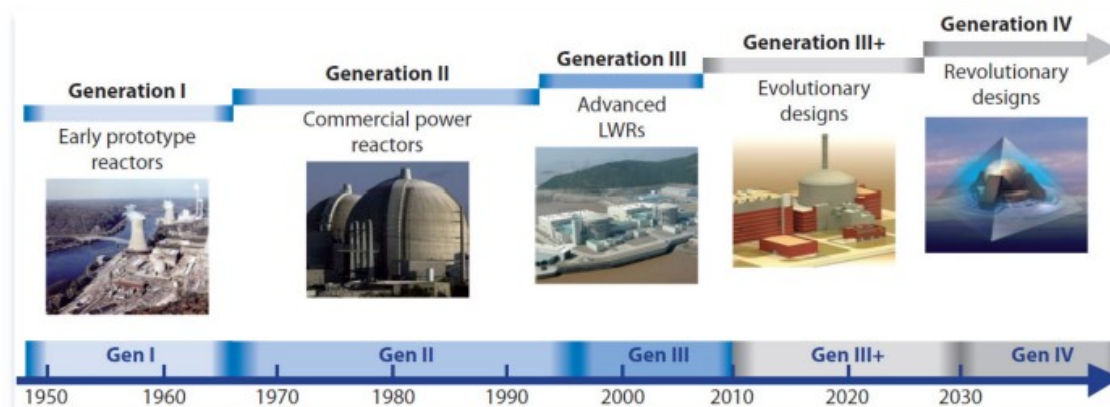 Generation I
Early prototype
reactors
Generation II
Commercial power
reactors
Generation III
Advanced
LWRs
Generation III+
Evolutionary
designs
Generation IV
Revolutionary
designs
Gen I Gen II Gen III Gen III+ Gen IV
1950 1960 1970 1980 1990 2000 2010 2020 2030